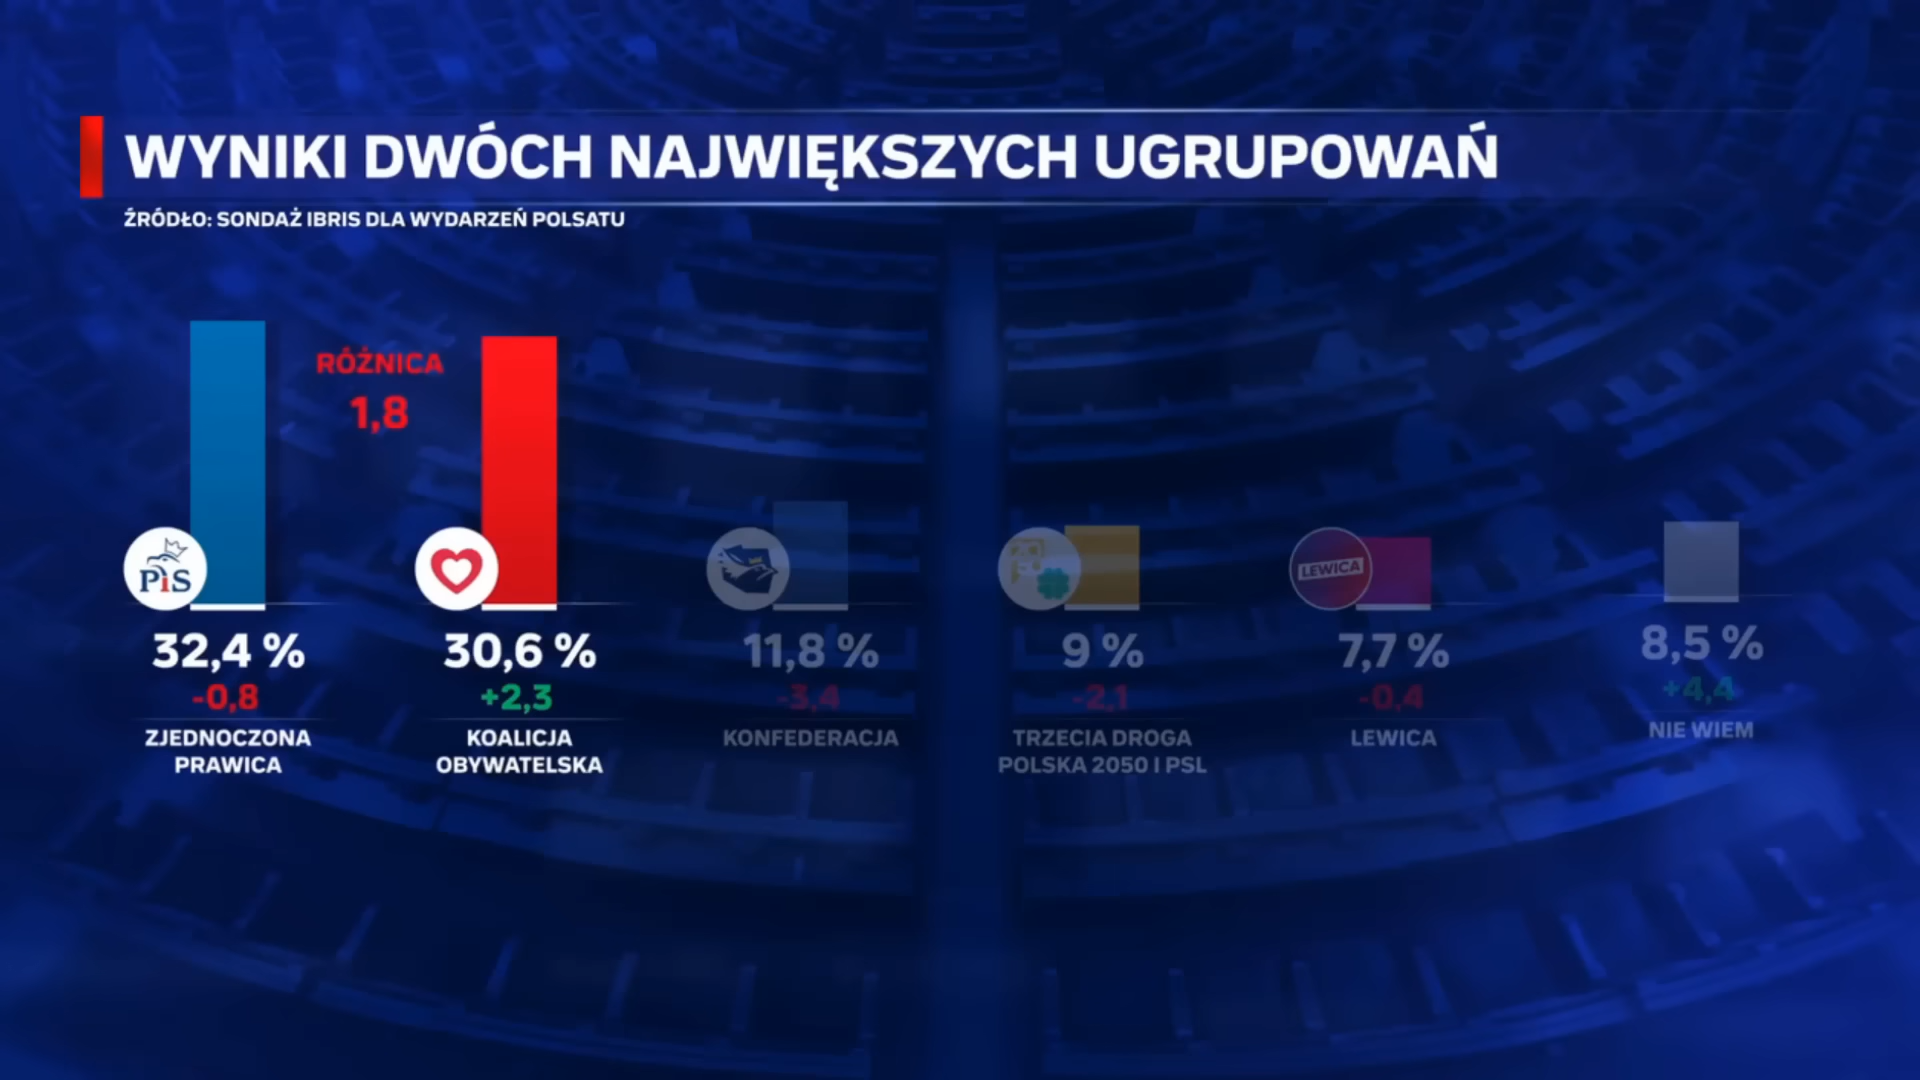 WYNIKI DWÓCH NAJWIĘKSZYCH UGRUPOWAŃ
ŹRÓDŁO: SONDAŻ IBRIS DLA WYDARZEŃ POLSATU
RÓŻNICA
1,8
PiS
LEWICA
32,4 %
-0,8
ZJEDNOCZONA
PRAWICA
30,6 %
+2,3
KOALICJA
OBYWATELSKA
11,8 %
-3,4
KONFEDERACJA
9 %
-2,1
TRZECIA DROGA
POLSKA 2050 I PSL
7,7 %
-0,4
LEWICA
8,5 %
+4,4
NIE WIEM